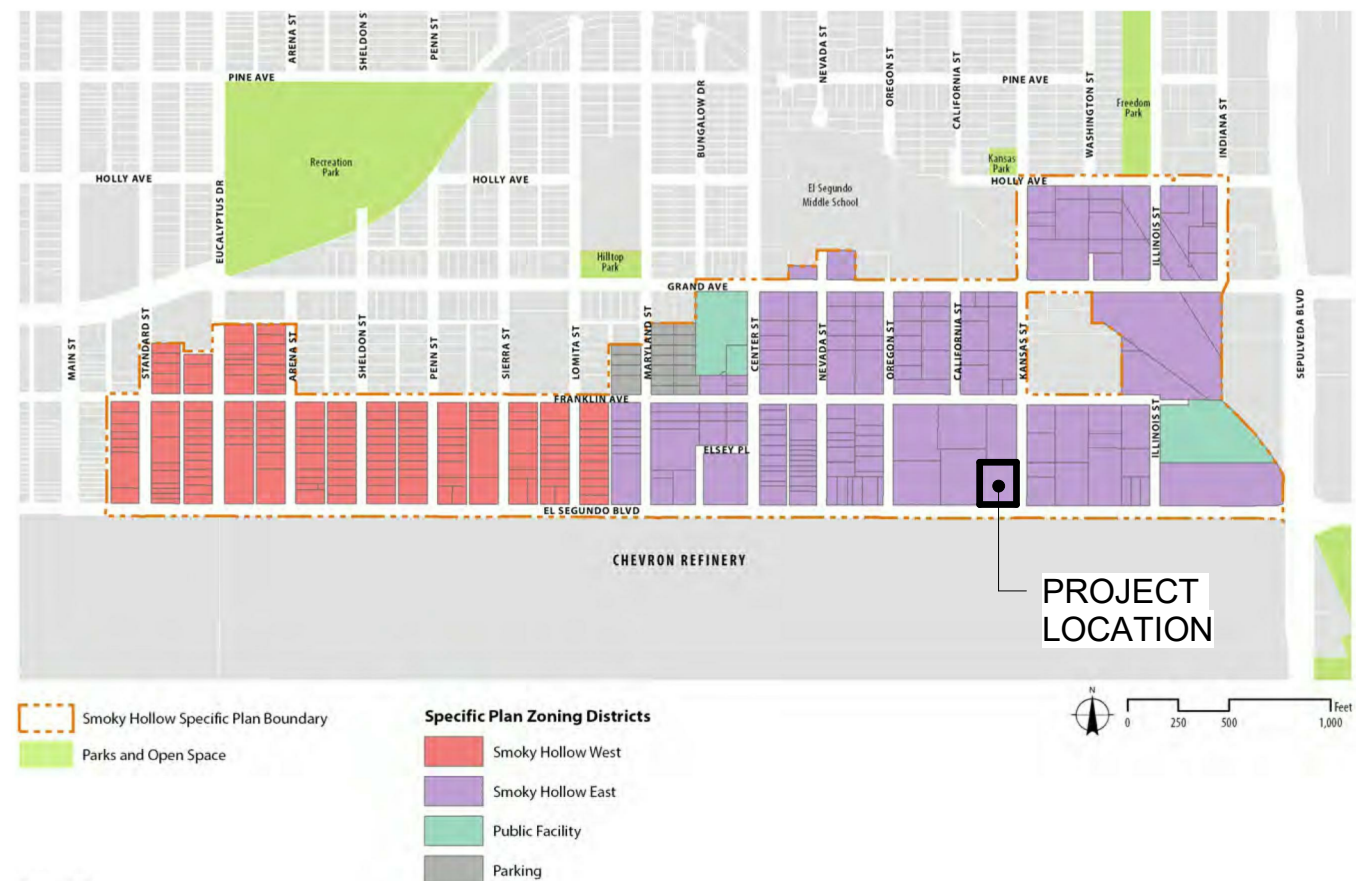 ARENA ST
SHELDON S
PENN ST
NEVADA ST
OREGON ST
CALIFORNIA ST
WASHINGTON ST
INDIANA ST
BUNGALOW DR
PINE AVE
PINE AVE
Freedom
Park
Recreation
Park
Kansas
Park
HOLLY AVE
HOLLY AVE
HOLLY AVE
EUCALYPTUS DR
El Segundo
Middle School
ILLINOIS ST
Hilltop
Park
GRAND AVE
MAIN ST
STANDARD ST
ARENA ST
SHELDON ST
PENN ST
SIERRA ST
LOMITA ST
MARYLAND ST
CENTER ST
NEVADA ST
OREGON ST
CALIFORNIA ST
KANSAS ST
SEPULVEDA BLVD
FRANKLIN AVE
ILLINOIS ST
ELSEY PL
EL SEGUNDO BLVD
CHEVRON REFINERY
PROJECT
LOCATION
Smoky Hollow Specific Plan Boundary
Parks and Open Space
Specific Plan Zoning Districts
Smoky Hollow West
Smoky Hollow East
Public Facility
Parking
N
Feet
0 250 500 1,000